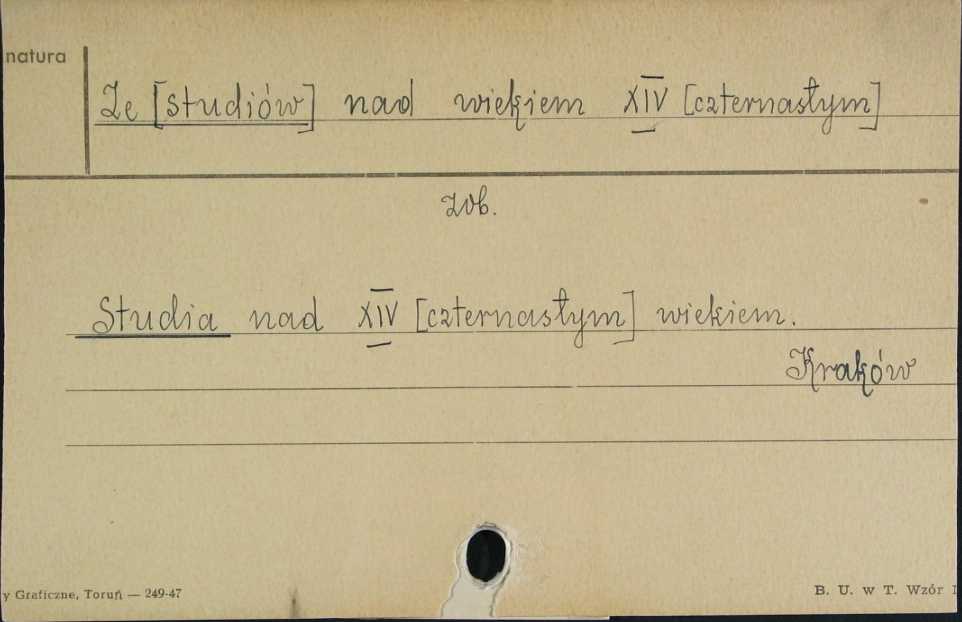 natura
Ze [studiów] nad wiekiem XIV [czternastym]
zob.
Studia nad XIV [czternastym] wiekiem.
Kraków
y Graficzne, Toruń — 249-47
B. U. w T. Wzór 1